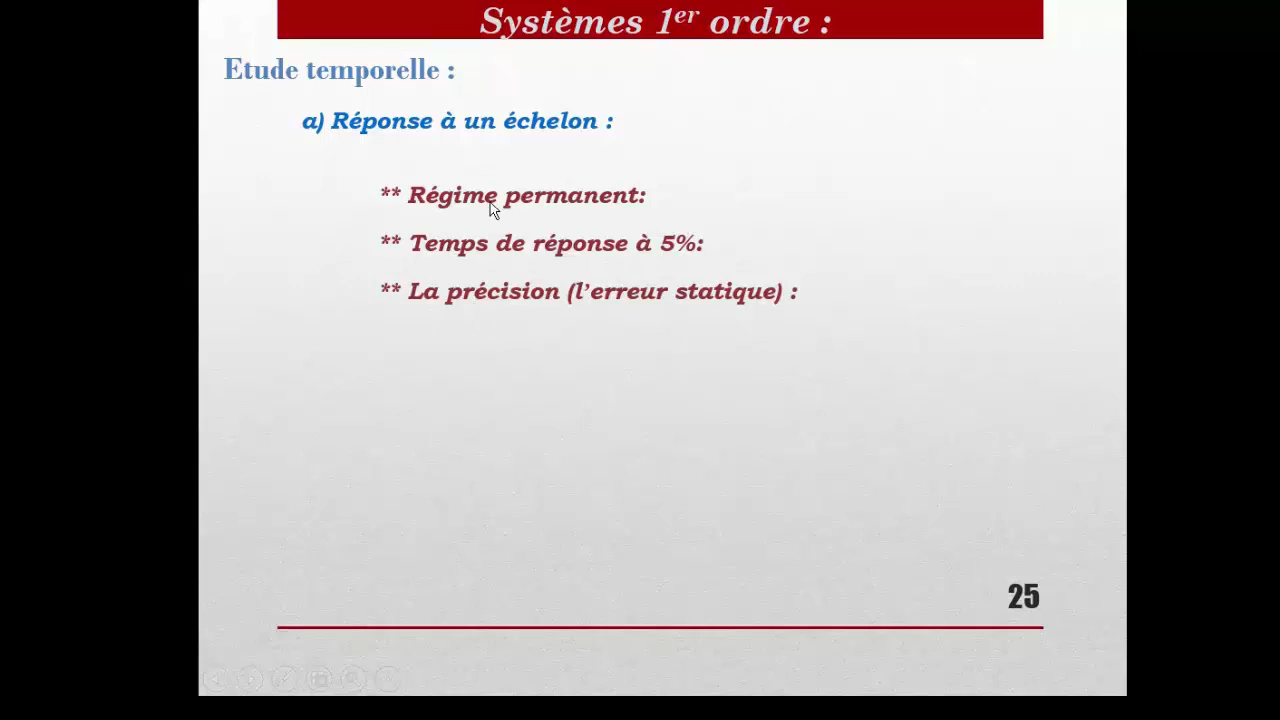 Systèmes 1er ordre :
Etude temporelle :
a) Réponse à un échelon :
** Régime permanent:
** Temps de réponse à 5%:
** La précision (l’erreur statique) :
25